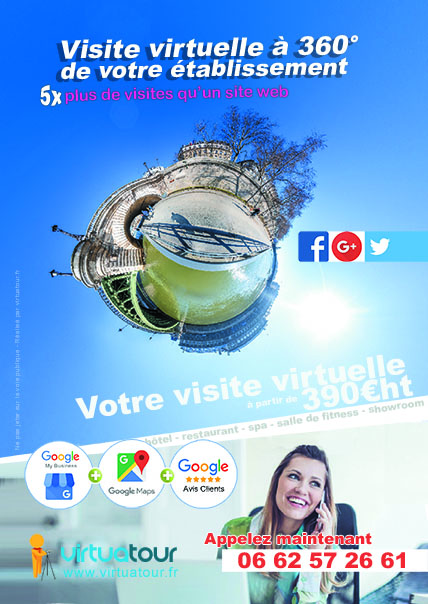 Visite virtuelle à 360°
de votre établissement
5x plus de visites qu'un site web
Ne pas jeter sur la voie publique - Réalisé par virtuatour.fr
Votre visite virtuelle
à partir de 390€ht
hôtel - restaurant - spa - salle de fitness - showroom
Google
My Business
+
Google Maps
+
Google
Avis Clients
virtuatour
www.virtuatour.fr
Appelez maintenant
06 62 57 26 61